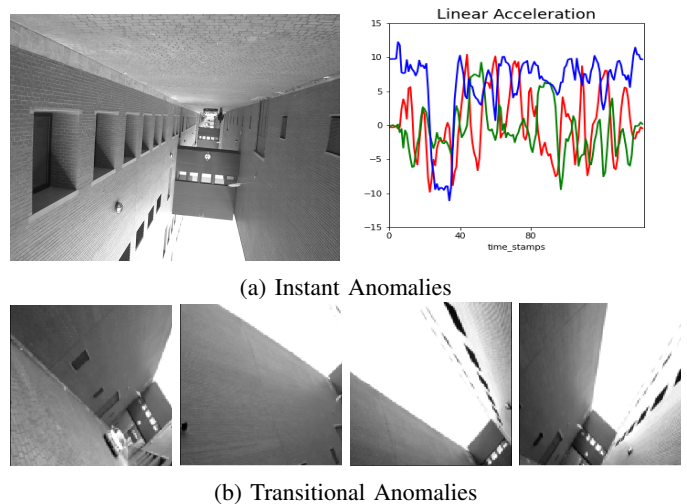 Linear Acceleration
15
10
5
0
−5
−10
−15
0
40
80
time_stamps
(a) Instant Anomalies
(b) Transitional Anomalies